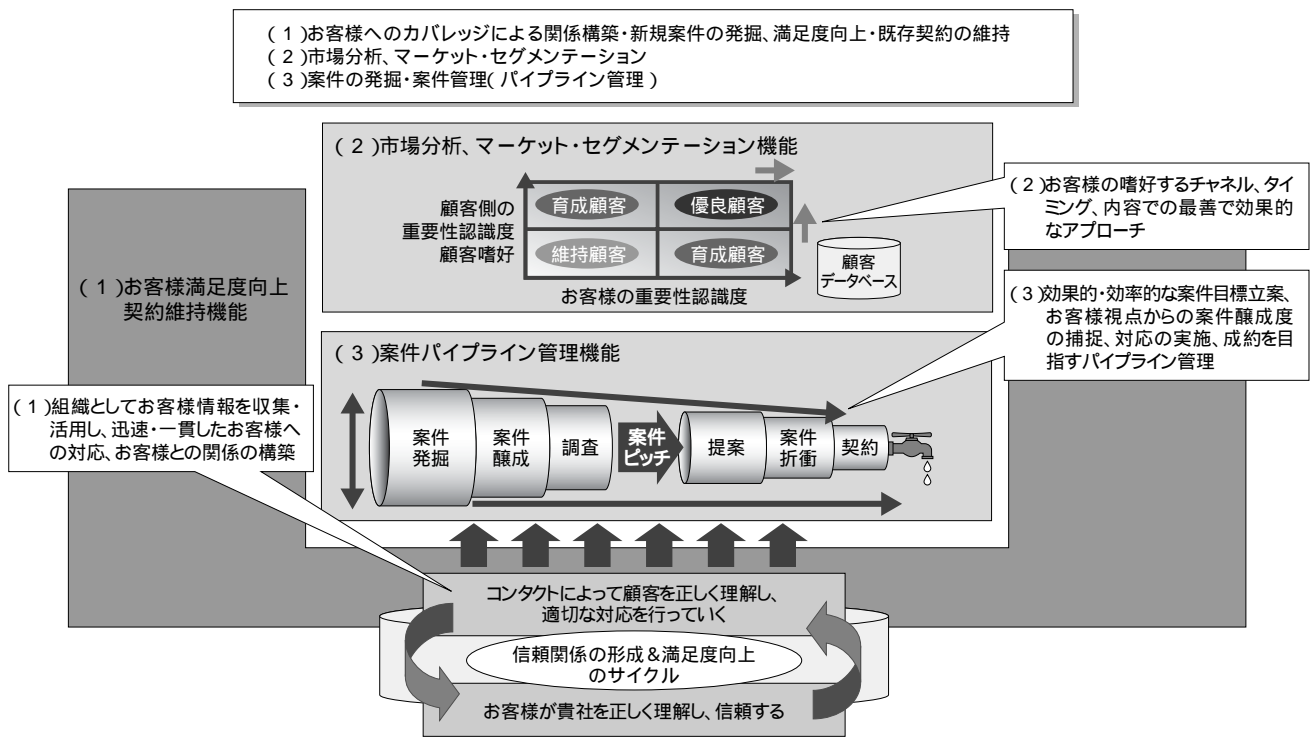 (１)お客様へのカバレッジによる関係構築・新規案件の発掘、満足度向上・既存契約の維持
(２)市場分析、マーケット・セグメンテーション
(３)案件の発掘・案件管理(パイプライン管理)
(２)市場分析、マーケット・セグメンテーション機能
顧客側の
重要性認識度
顧客嗜好
育成顧客
優良顧客
維持顧客
育成顧客
お客様の重要性認識度
顧客
データベース
(２)お客様の嗜好するチャネル、タイ
ミング、内容での最善で効果的
なアプローチ
(１)お客様満足度向上
契約維持機能
(３)効果的・効率的な案件目標立案、
お客様視点からの案件醸成度
の捕捉、対応の実施、成約を目
指すパイプライン管理
(３)案件パイプライン管理機能
案件
発掘
案件
醸成
調査
案件
ピッチ
提案
案件
折衝
契約
(１)組織としてお客様情報を収集・
活用し、迅速・一貫したお客様へ
の対応、お客様との関係の構築
コンタクトによって顧客を正しく理解し、
適切な対応を行っていく
信頼関係の形成＆満足度向上
のサイクル
お客様が貴社を正しく理解し、信頼する